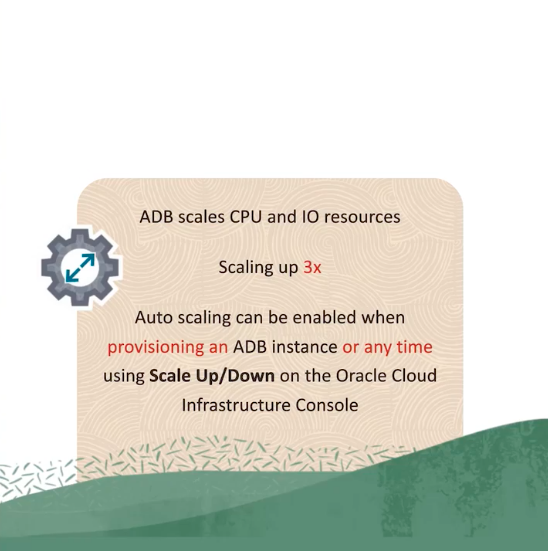 ADB scales CPU and IO resources
Scaling up 3x
Auto scaling can be enabled when
provisioning an ADB instance or any time
using Scale Up/Down on the Oracle Cloud
Infrastructure Console